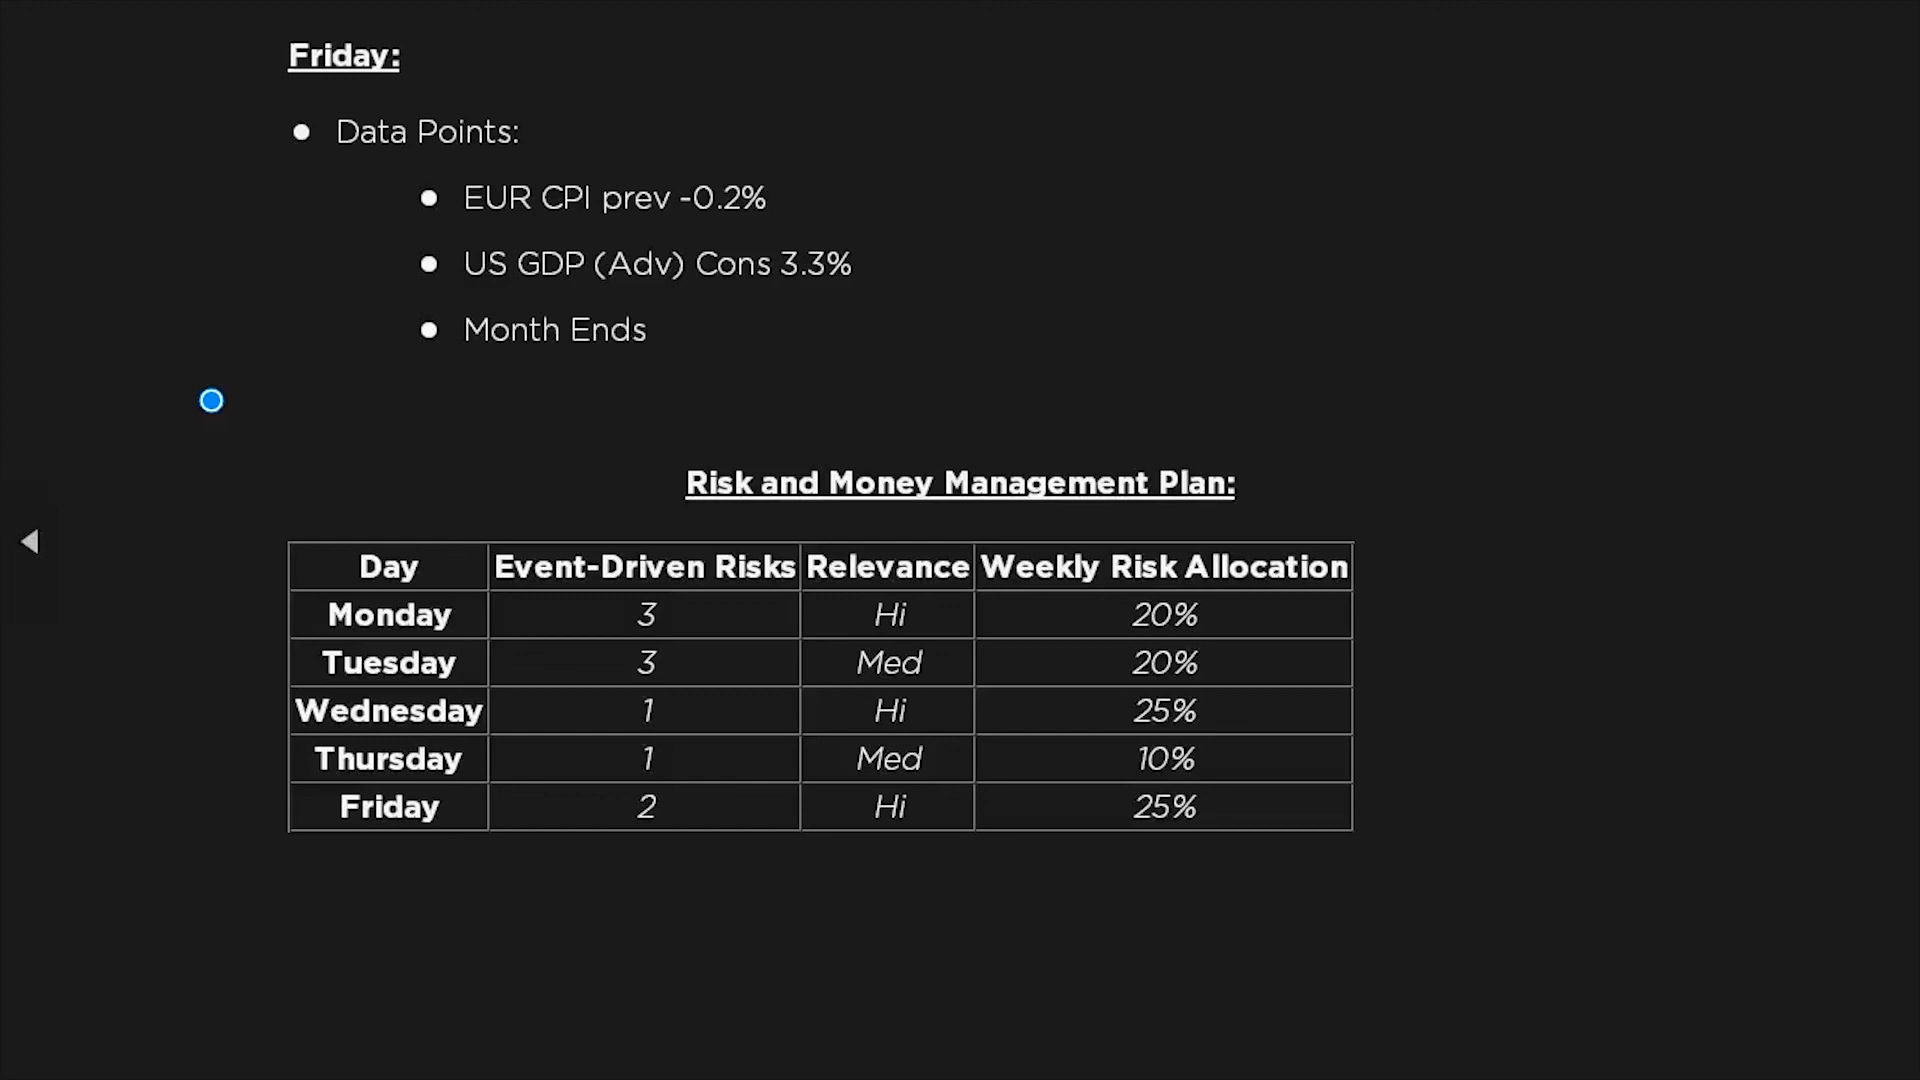 Friday:
Data Points:
EUR CPI prev -0.2%
US GDP (Adv) Cons 3.3%
Month Ends
Risk and Money Management Plan:
Day Event-Driven Risks Relevance Weekly Risk Allocation
Monday 3 Hi 20%
Tuesday 3 Med 20%
Wednesday 1 Hi 25%
Thursday 1 Med 10%
Friday 2 Hi 25%